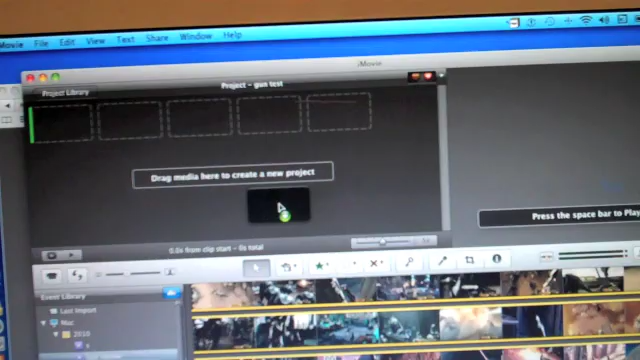 iMovie File Edit View Text Share Window Help
iMovie
Project Library
Project - gun test
Drag media here to create a new project
Press the space bar to Play
0.0s from clip start - 0s total
Event Library
Last Import
Mac
2010